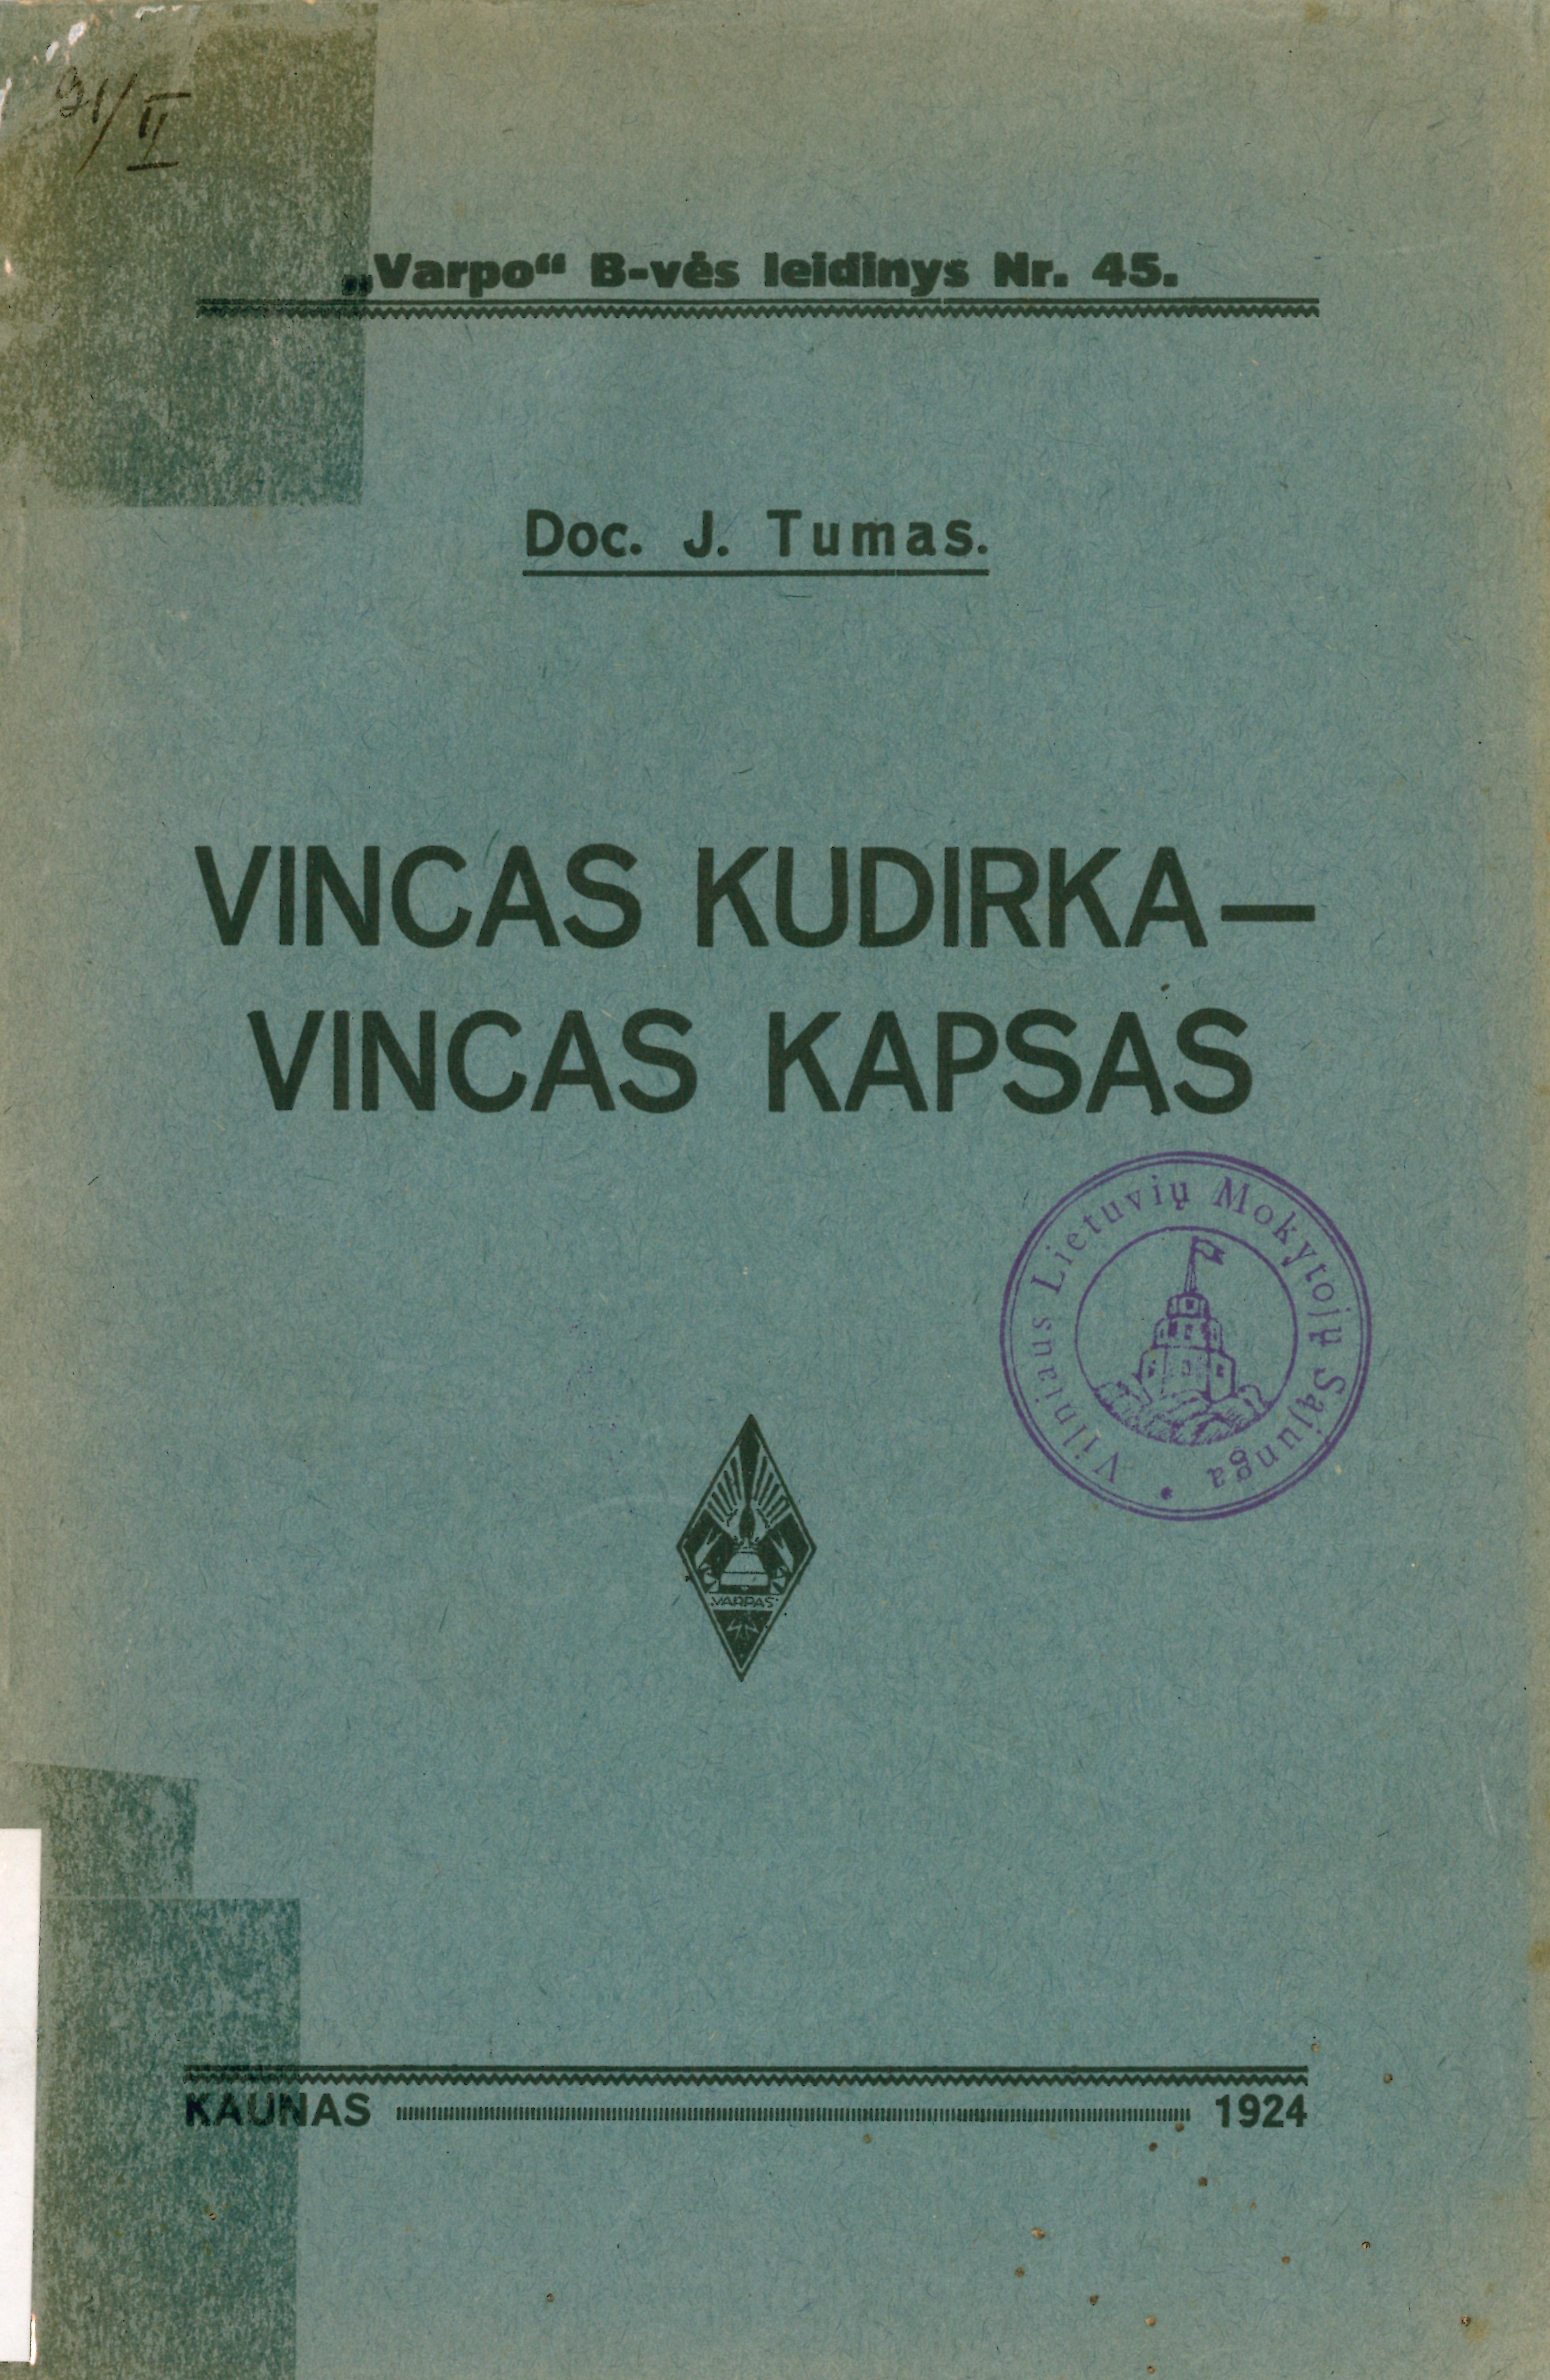 91/II
„Varpo“ B-vės leidinys Nr. 45.
Doc. J. Tumas.
VINCAS KUDIRKA—
VINCAS KAPSAS
Vilniaus Lietuvių Mokytojų Sąjunga
„VARPAS“
KAUNAS 1924